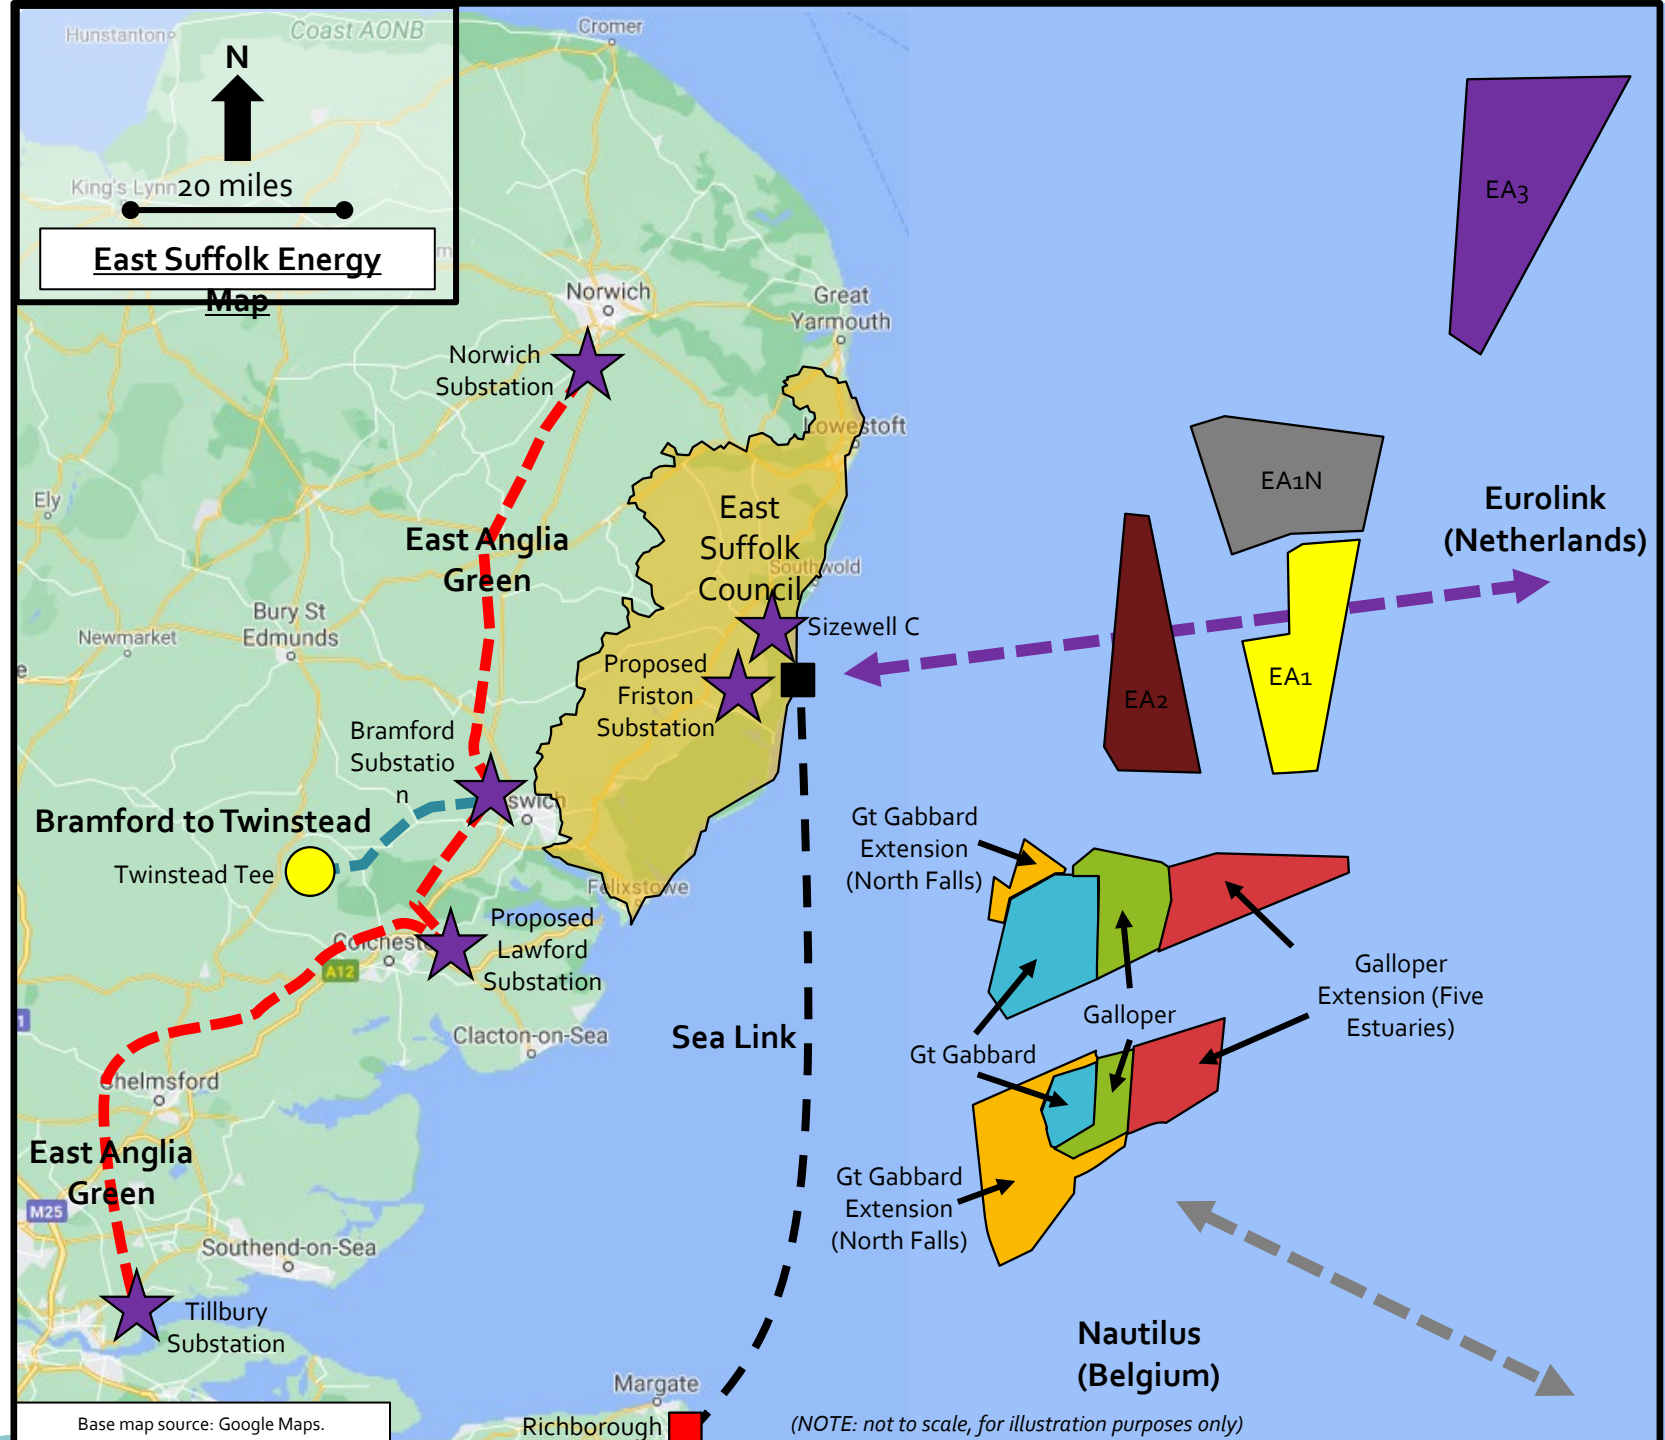 Hunstanton
Coast AONB
Cromer
N
King's Lynn
20 miles
East Suffolk Energy
Map
EA3
Norwich
Great
Yarmouth
Norwich
Substation
Lowestoft
Ely
EA1N
Eurolink
(Netherlands)
East
Suffolk
Council
East Anglia
Green
Southwold
Bury St
Edmunds
Newmarket
Sizewell C
Proposed
Friston
Substation
EA1
EA2
Bramford
Substatio
n
swich
Bramford to Twinstead
Twinstead Tee
Gt Gabbard
Extension
(North Falls)
Felixstowe
Proposed
Lawford
Substation
Colcheste
A12
Galloper
Extension (Five
Estuaries)
Galloper
Clacton-on-Sea
Sea Link
Gt Gabbard
Chelmsford
East Anglia
Green
M25
Gt Gabbard
Extension
(North Falls)
Southend-on-Sea
Tillbury
Substation
Nautilus
(Belgium)
Margate
Richborough
Base map source: Google Maps.
(NOTE: not to scale, for illustration purposes only)